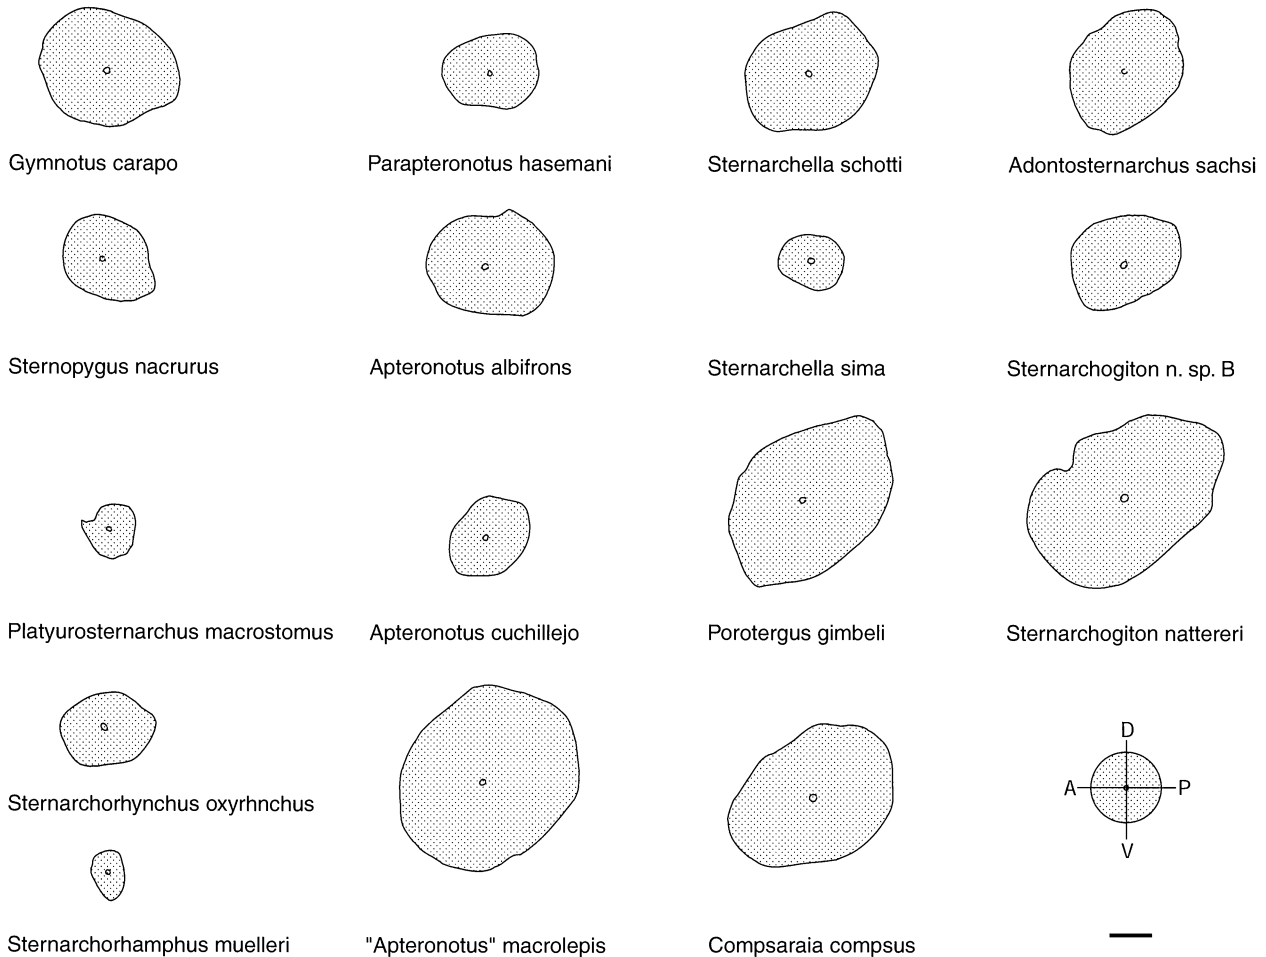 Gymnotus carapo
Parapteronotus hasemani
Sternarchella schotti
Adontosternarchus sachsi
Sternopygus nacrurus
Apteronotus albifrons
Sternarchella sima
Sternarchogiton n. sp. B
Platyurosternarchus macrostomus
Apteronotus cuchillejo
Porotergus gimbeli
Sternarchogiton nattereri
Sternarchorhynchus oxyrhnchus
D
A
P
V
Sternarchorhamphus muelleri
"Apteronotus" macrolepis
Compsaraia compsus